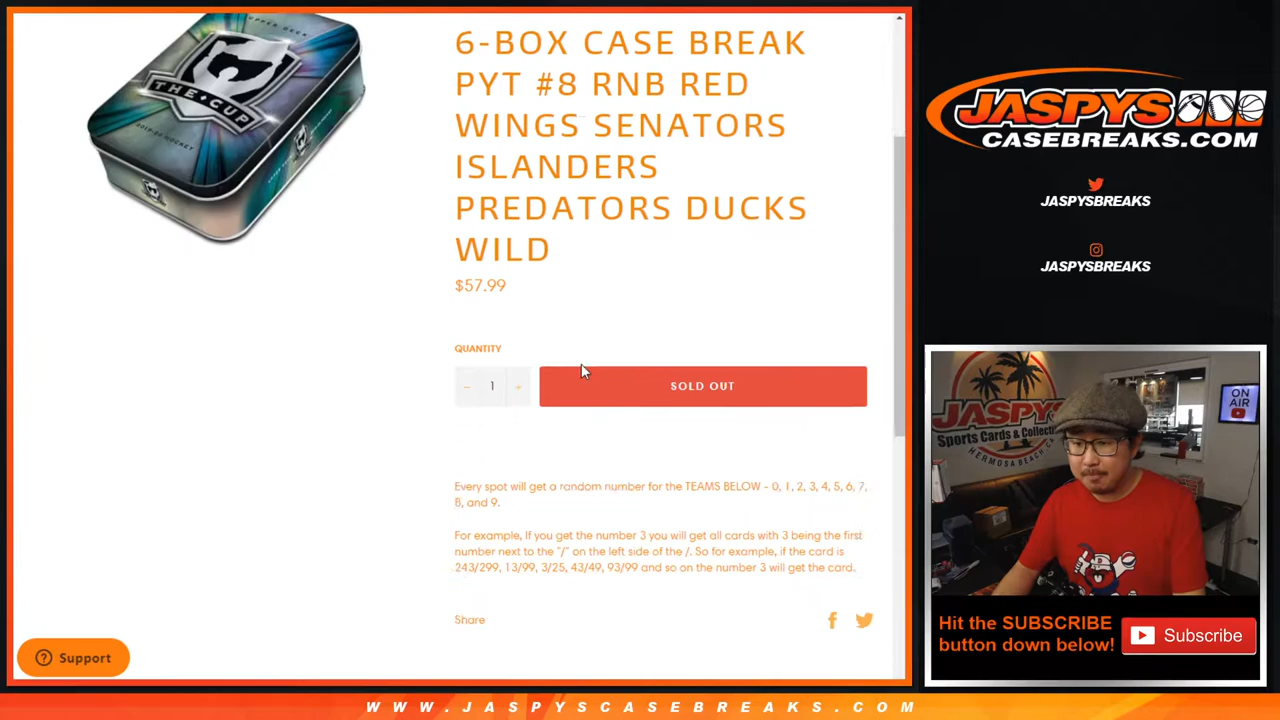 UPPER DECK
THE CUP
6-BOX CASE BREAK
PYT #8 RNB RED
WINGS SENATORS
ISLANDERS
PREDATORS DUCKS
WILD
$57.99
QUANTITY
− 1 +
SOLD OUT
Every spot will get a random number for the TEAMS BELOW - 0, 1, 2, 3, 4, 5, 6, 7,
8, and 9.
For example, If you get the number 3 you will get all cards with 3 being the first
number next to the "/" on the left side of the /. So for example, if the card is
243/299, 13/99, 3/25, 43/49, 93/99 and so on the number 3 will get the card.
Share
Support
JASPYS
CASEBREAKS.COM
JASPYSBREAKS
JASPYSBREAKS
JASPYS
Sports Cards & Collectibles
HERMOSA BEACH CA
ON
AIR
Hit the SUBSCRIBE
button down below!
Subscribe
WWW.JASPYSCASEBREAKS.COM